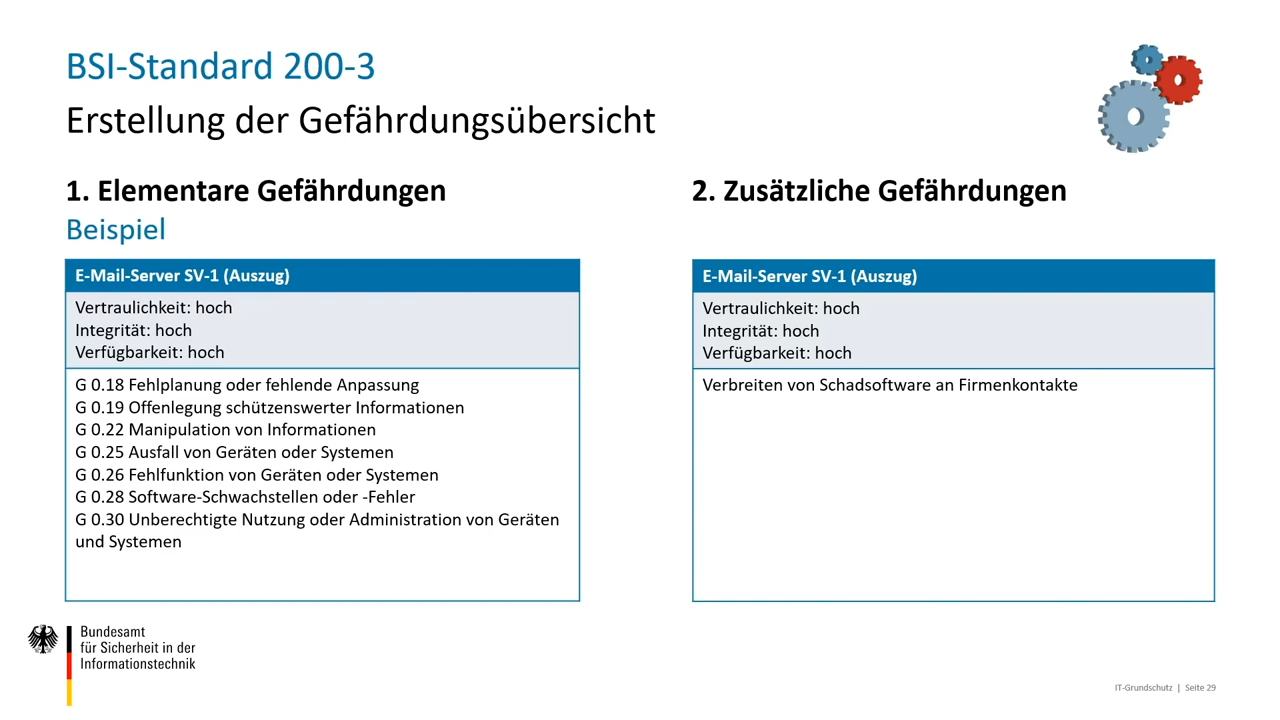 BSI-Standard 200-3
Erstellung der Gefährdungsübersicht
1. Elementare Gefährdungen
Beispiel
E-Mail-Server SV-1 (Auszug)
Vertraulichkeit: hoch
Integrität: hoch
Verfügbarkeit: hoch
G 0.18 Fehlplanung oder fehlende Anpassung
G 0.19 Offenlegung schützenswerter Informationen
G 0.22 Manipulation von Informationen
G 0.25 Ausfall von Geräten oder Systemen
G 0.26 Fehlfunktion von Geräten oder Systemen
G 0.28 Software-Schwachstellen oder -Fehler
G 0.30 Unberechtigte Nutzung oder Administration von Geräten
und Systemen
2. Zusätzliche Gefährdungen
E-Mail-Server SV-1 (Auszug)
Vertraulichkeit: hoch
Integrität: hoch
Verfügbarkeit: hoch
Verbreiten von Schadsoftware an Firmenkontakte
Bundesamt
für Sicherheit in der
Informationstechnik
IT-Grundschutz | Seite 29